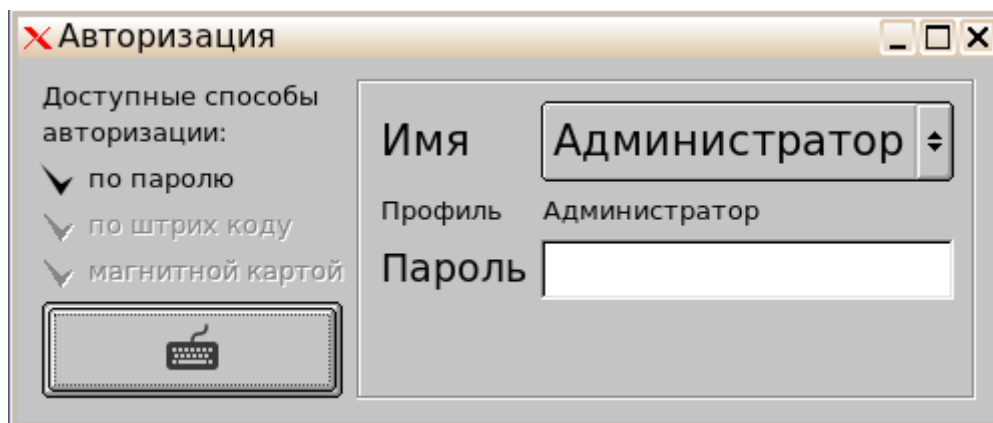 Авторизация
Доступные способы
авторизации:
по паролю
по штрих коду
магнитной картой
Имя Администратор
Профиль Администратор
Пароль